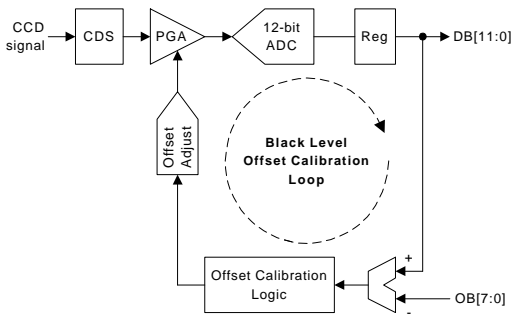 CCD
signal
CDS
PGA
12-bit
ADC
Reg
DB[11:0]
Offset
Adjust
Black Level
Offset Calibration
Loop
Offset Calibration
Logic
+
-
OB[7:0]